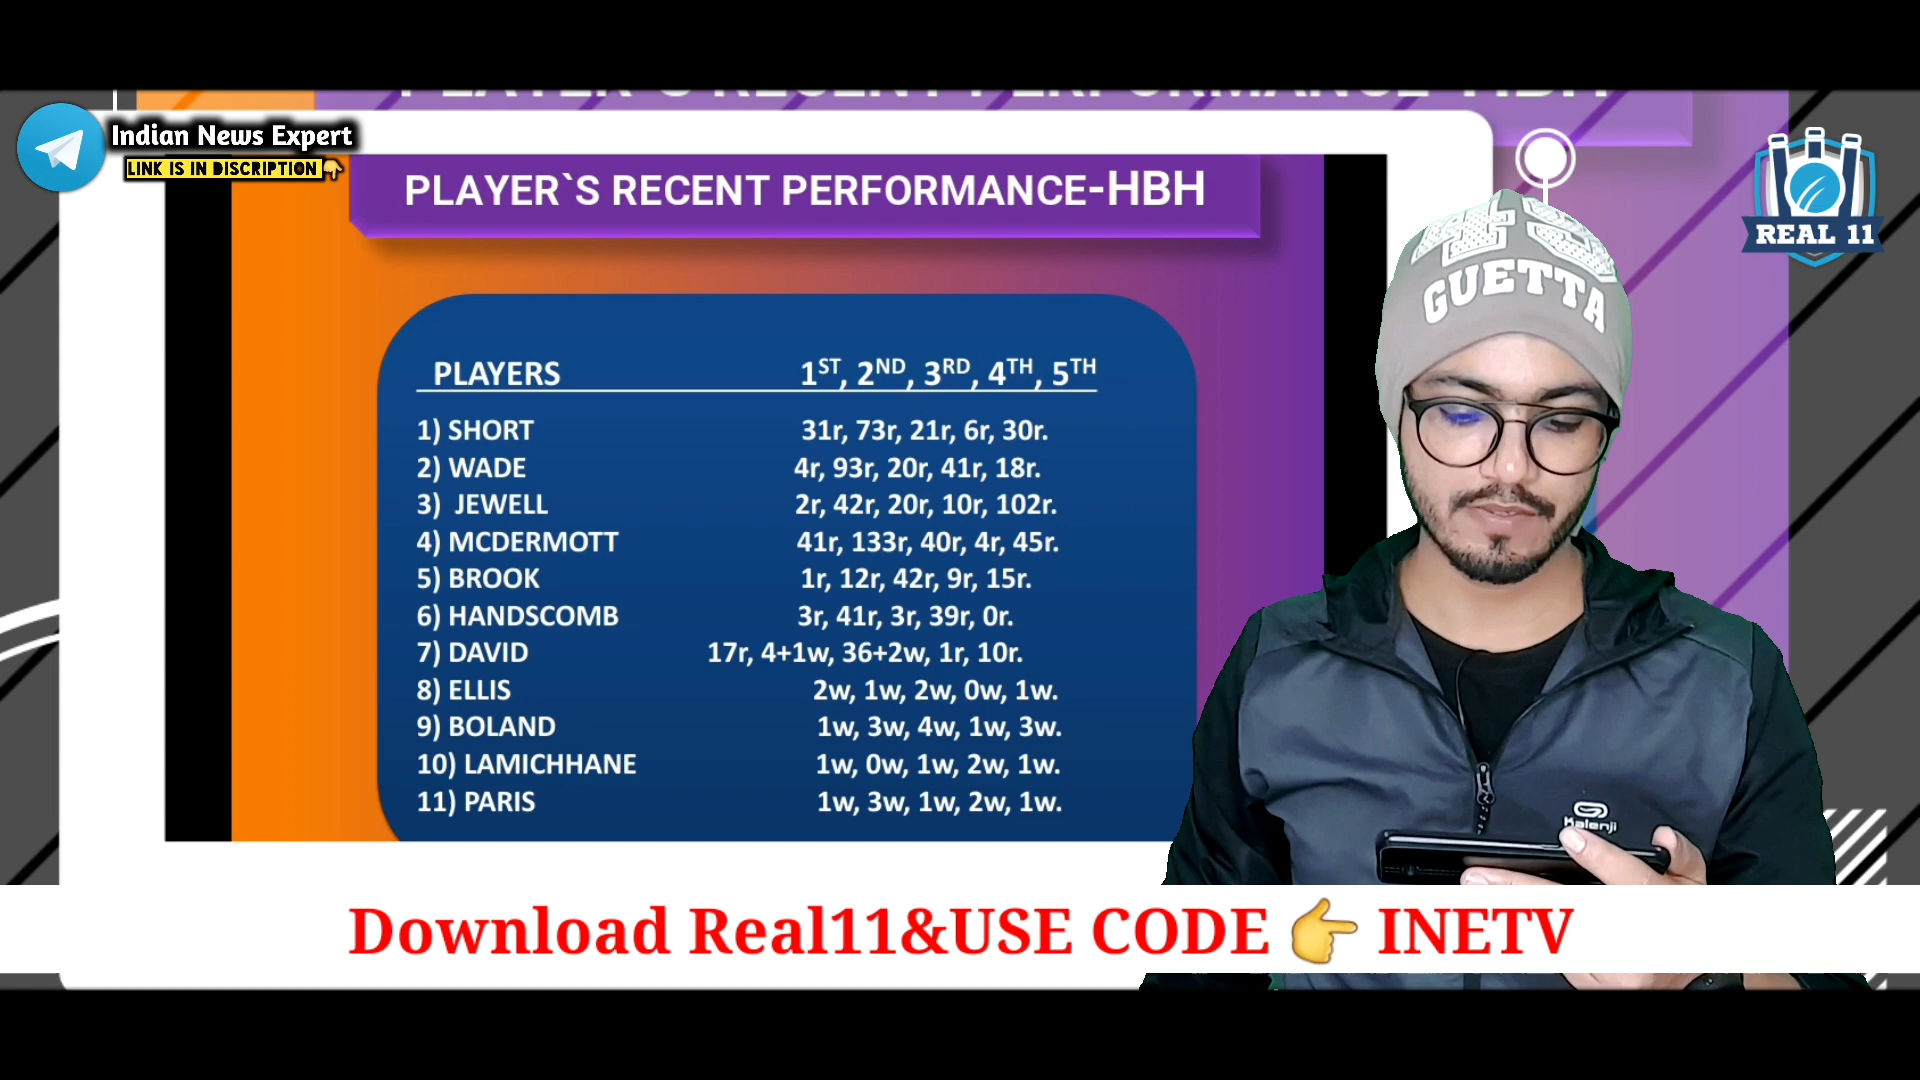 PLAYER`S RECENT PERFORMANCE-HBH
Indian News Expert
LINK IS IN DISCRIPTION
PLAYER`S RECENT PERFORMANCE-HBH
REAL 11
GUETTA
PLAYERS 1ST, 2ND, 3RD, 4TH, 5TH
1) SHORT 31r, 73r, 21r, 6r, 30r.
2) WADE 4r, 93r, 20r, 41r, 18r.
3) JEWELL 2r, 42r, 20r, 10r, 102r.
4) MCDERMOTT 41r, 133r, 40r, 4r, 45r.
5) BROOK 1r, 12r, 42r, 9r, 15r.
6) HANDSCOMB 3r, 41r, 3r, 39r, 0r.
7) DAVID 17r, 4+1w, 36+2w, 1r, 10r.
8) ELLIS 2w, 1w, 2w, 0w, 1w.
9) BOLAND 1w, 3w, 4w, 1w, 3w.
10) LAMICHHANE 1w, 0w, 1w, 2w, 1w.
11) PARIS 1w, 3w, 1w, 2w, 1w.
Kalenji
Download Real11&USE CODE 👉 INETV